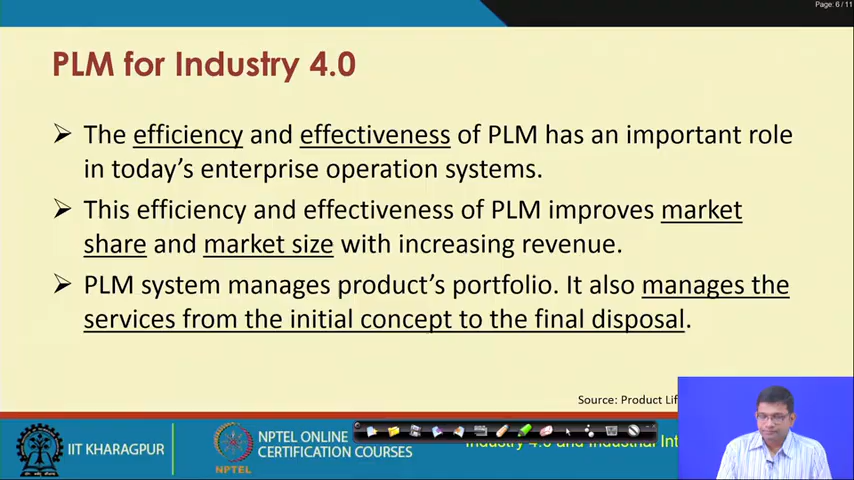 Page: 6 / 11
PLM for Industry 4.0
➢ The efficiency and effectiveness of PLM has an important role
in today's enterprise operation systems.
➢ This efficiency and effectiveness of PLM improves market
share and market size with increasing revenue.
➢ PLM system manages product's portfolio. It also manages the
services from the initial concept to the final disposal.
Source: Product Lif
IIT KHARAGPUR
NPTEL
NPTEL ONLINE
CERTIFICATION COURSES
Industry 4.0 and Industrial Int